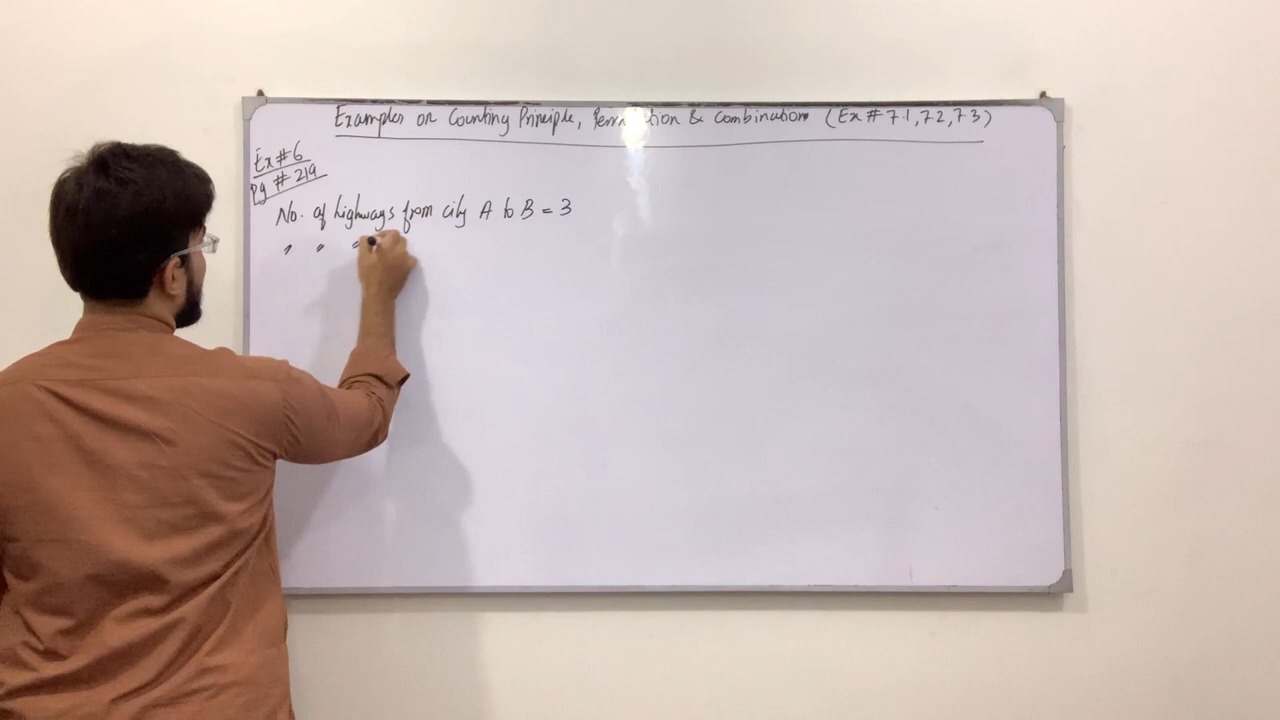 Examples on Counting Principle, & Combination (Ex # 7.1, 7.2, 7.3)
Ex # 6
Pg # 219
No. of highways from city A to B = 3
" " "